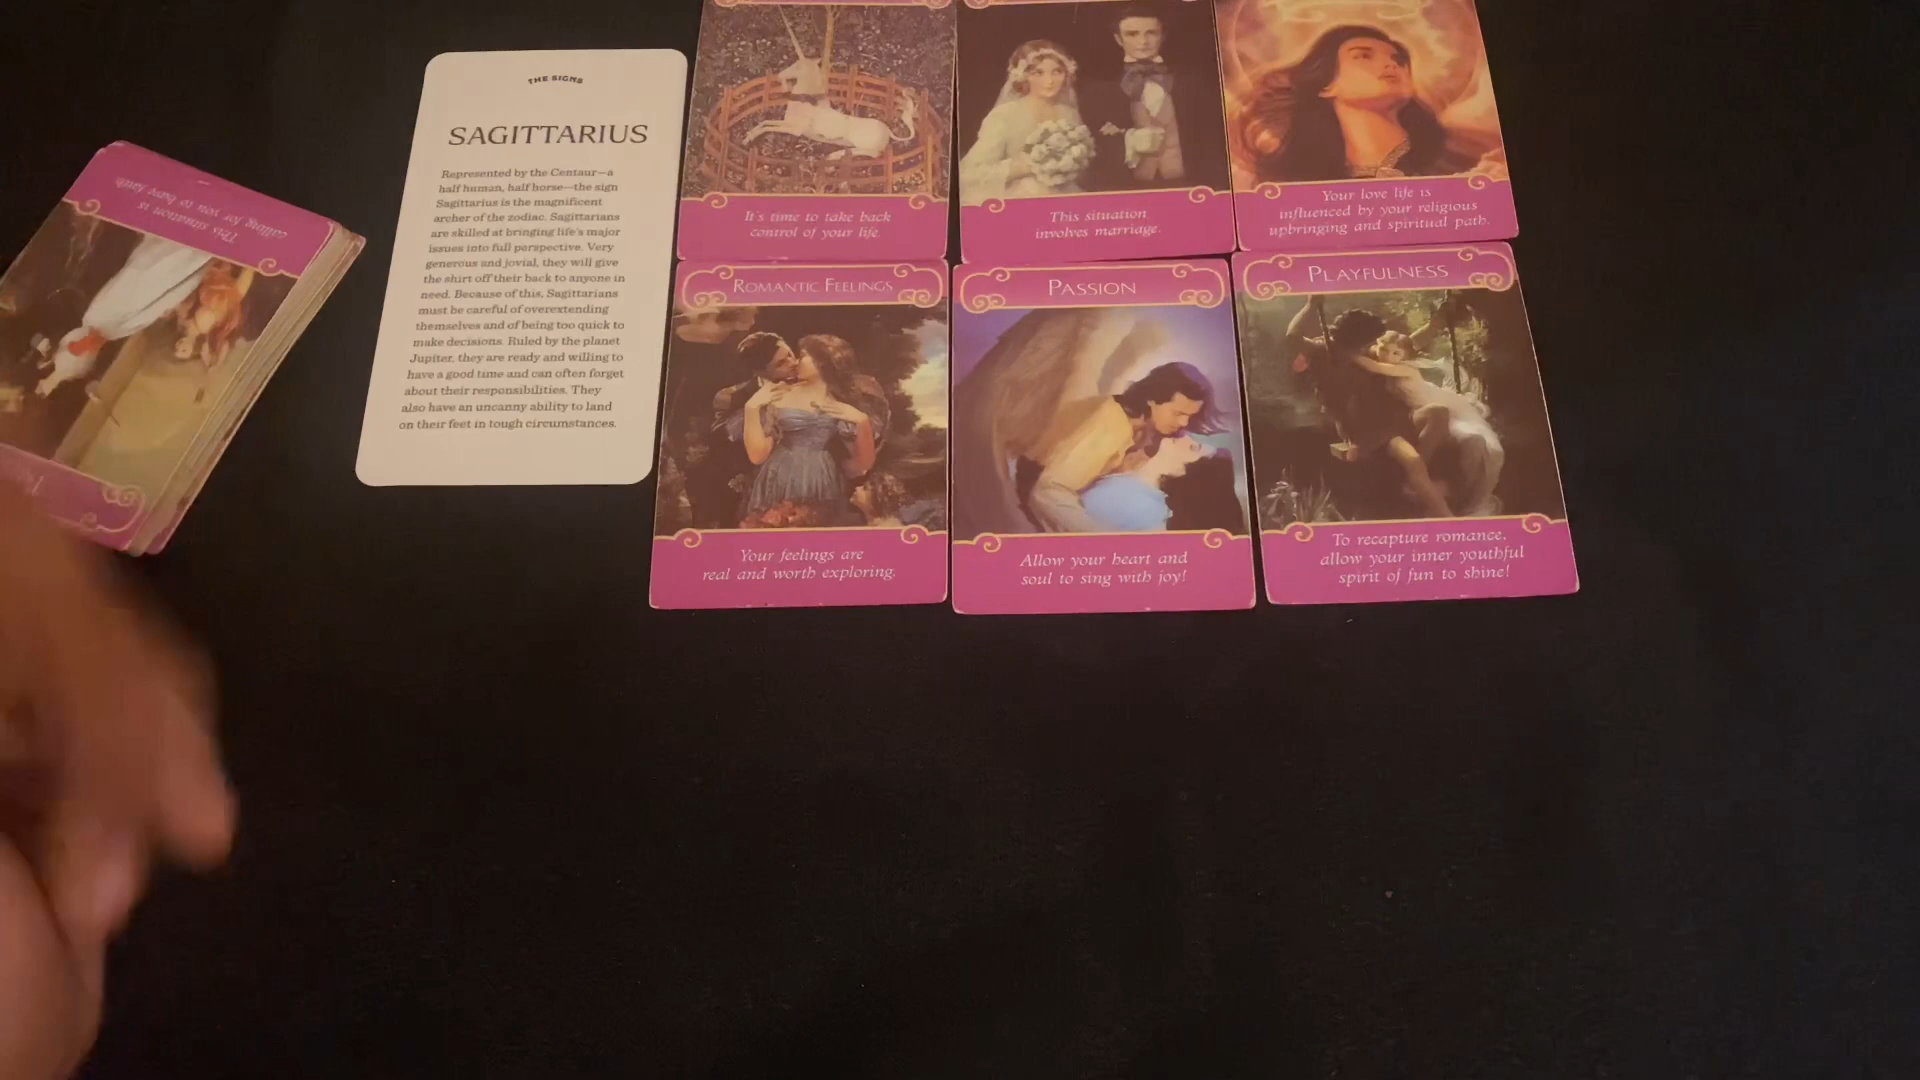 This situation is
calling for you to have faith
THE SIGNS
SAGITTARIUS
Represented by the Centaur—a
half human, half horse—the sign
Sagittarius is the magnificent
archer of the zodiac. Sagittarians
are skilled at bringing life's major
issues into full perspective. Very
generous and jovial, they will give
the shirt off their back to anyone in
need. Because of this, Sagittarians
must be careful of overextending
themselves and of being too quick to
make decisions. Ruled by the planet
Jupiter, they are ready and willing to
have a good time and can often forget
about their responsibilities. They
also have an uncanny ability to land
on their feet in tough circumstances.
It's time to take back
control of your life.
This situation
involves marriage.
Your love life is
influenced by your religious
upbringing and spiritual path.
ROMANTIC FEELINGS
Your feelings are
real and worth exploring.
PASSION
Allow your heart and
soul to sing with joy!
PLAYFULNESS
To recapture romance,
allow your inner youthful
spirit of fun to shine!